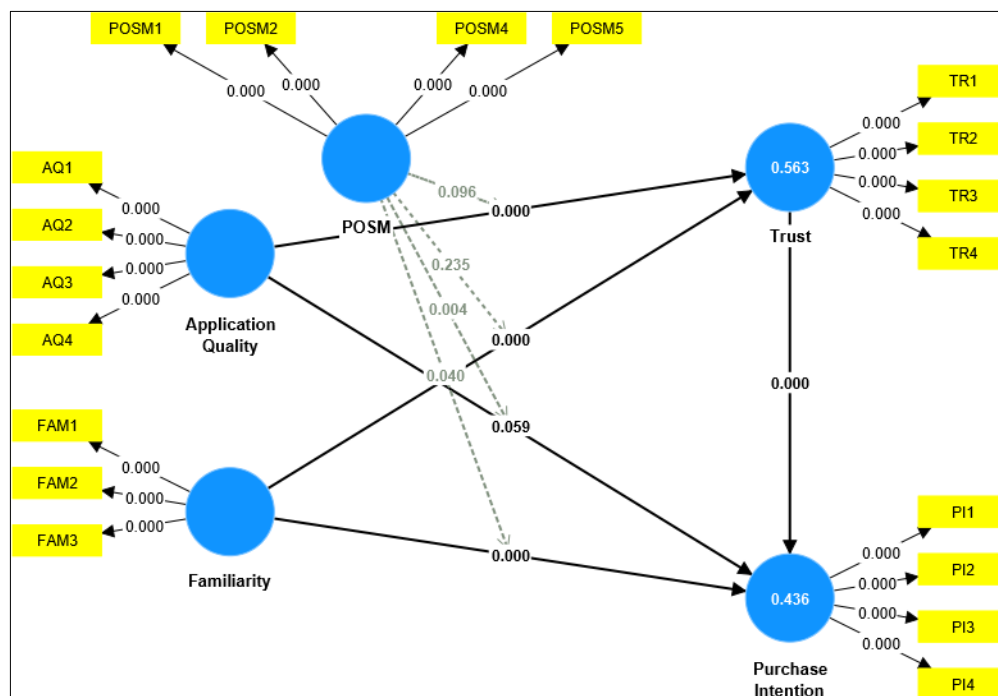 POSM1
POSM2
POSM4
POSM5
0.000
0.000
0.000
0.000
POSM
AQ1
AQ2
AQ3
AQ4
0.000
0.000
0.000
0.000
Application
Quality
FAM1
FAM2
FAM3
0.000
0.000
0.000
Familiarity
0.096
0.000
0.235
0.004
0.000
0.040
0.059
0.000
0.000
0.563
Trust
0.000
0.000
0.000
0.000
TR1
TR2
TR3
TR4
0.436
Purchase
Intention
0.000
0.000
0.000
0.000
PI1
PI2
PI3
PI4